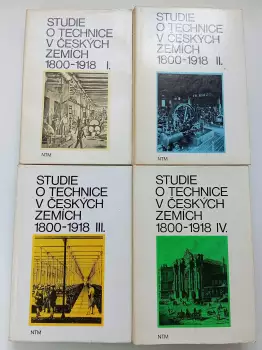 STUDIE
O TECHNICE
V ČESKÝCH
ZEMÍCH
1800-1918 I.
NTM
STUDIE
O TECHNICE
V ČESKÝCH
ZEMÍCH
1800-1918 II.
NTM
STUDIE
O TECHNICE
V ČESKÝCH
ZEMÍCH
1800-1918 III.
NTM
STUDIE
O TECHNICE
V ČESKÝCH
ZEMÍCH
1800-1918 IV.
NTM